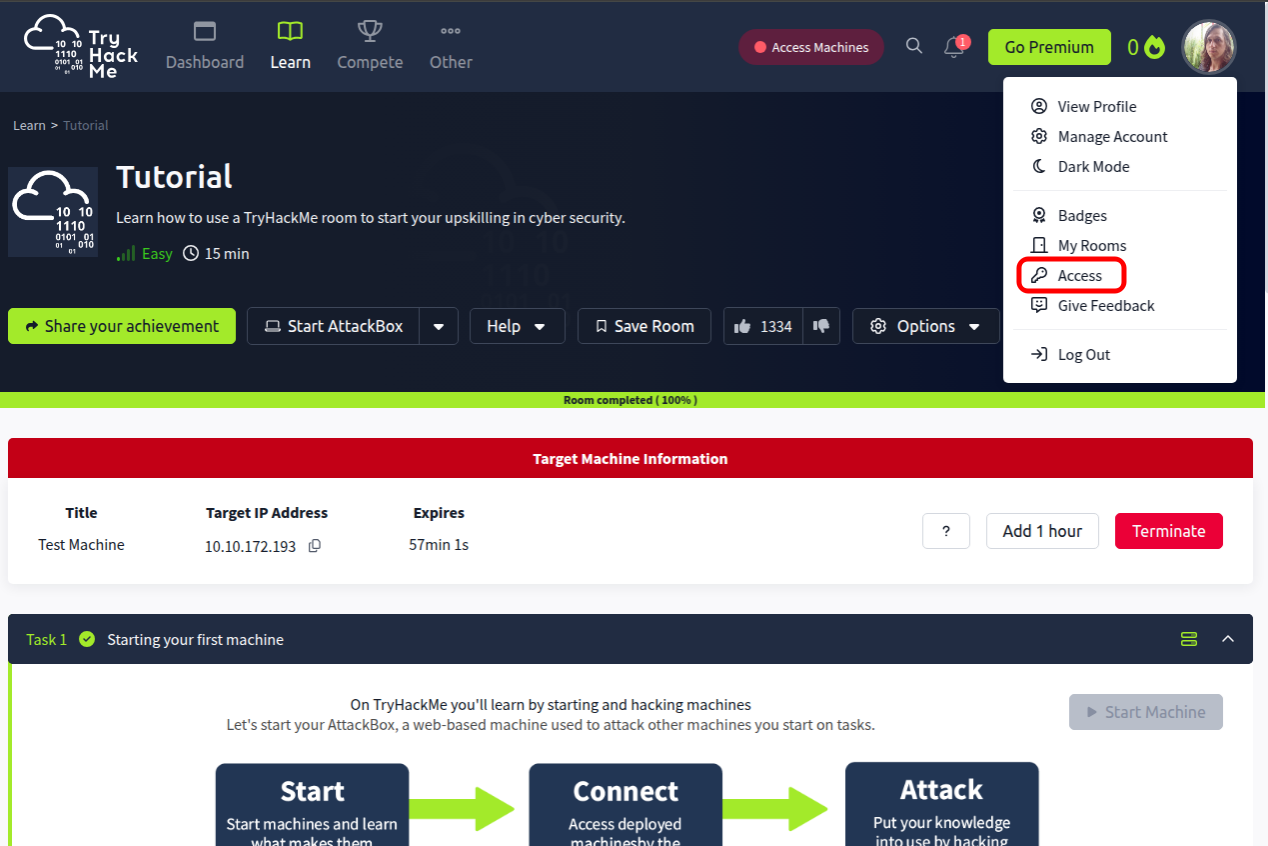 Try
Hack
Me
10 10
1110
0101 01
01 010
01
Dashboard
Learn
Compete
Other
Access Machines
1
Go Premium
0
View Profile
Manage Account
Dark Mode
Badges
My Rooms
Access
Give Feedback
Log Out
Learn > Tutorial
10 10
1110
0101 01
01 010
01
Tutorial
Learn how to use a TryHackMe room to start your upskilling in cyber security.
Easy 15 min
10 10
1110
0101 01
Share your achievement
Start AttackBox
Help
Save Room
1334
Options
Room completed ( 100% )
Target Machine Information
Title Target IP Address Expires
Test Machine 10.10.172.193 57min 1s
? Add 1 hour Terminate
Task 1 Starting your first machine
On TryHackMe you'll learn by starting and hacking machines
Let's start your AttackBox, a web-based machine used to attack other machines you start on tasks.
Start Machine
Start
Start machines and learn
what makes them
Connect
Access deployed
machinesby the
Attack
Put your knowledge
into use by hacking